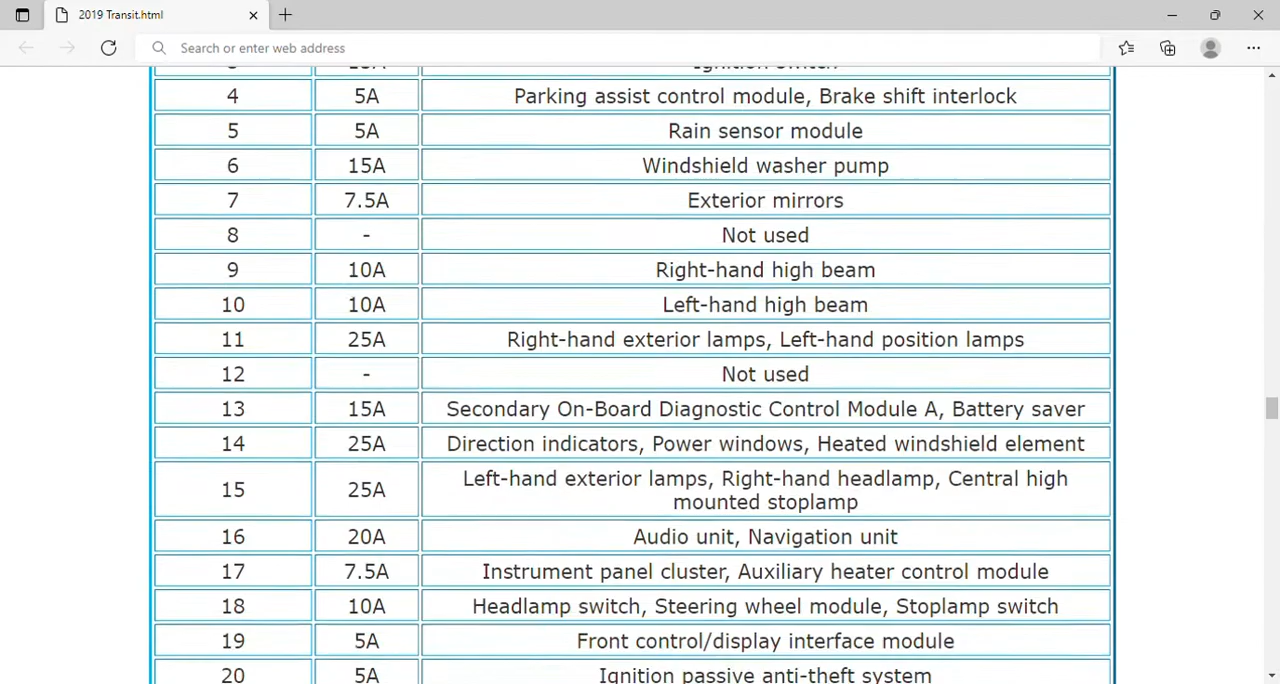 2019 Transit.html
Search or enter web address
Ignition switch
4 5A Parking assist control module, Brake shift interlock
5 5A Rain sensor module
6 15A Windshield washer pump
7 7.5A Exterior mirrors
8 - Not used
9 10A Right-hand high beam
10 10A Left-hand high beam
11 25A Right-hand exterior lamps, Left-hand position lamps
12 - Not used
13 15A Secondary On-Board Diagnostic Control Module A, Battery saver
14 25A Direction indicators, Power windows, Heated windshield element
15 25A Left-hand exterior lamps, Right-hand headlamp, Central high
mounted stoplamp
16 20A Audio unit, Navigation unit
17 7.5A Instrument panel cluster, Auxiliary heater control module
18 10A Headlamp switch, Steering wheel module, Stoplamp switch
19 5A Front control/display interface module
20 5A Ignition passive anti-theft system